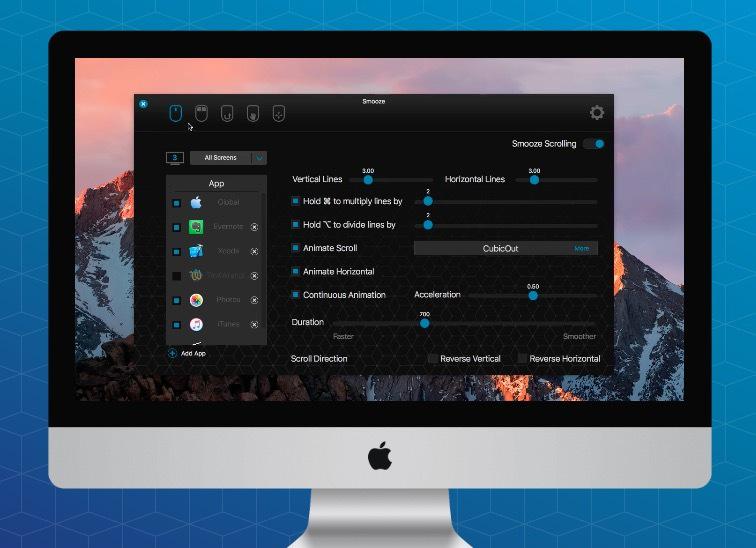 Smooze
Smooze Scrolling
3
All Screens
App
Global
Evernote
Xcode
Photos
iTunes
Add App
3.00
3.00
Vertical Lines
Horizontal Lines
2
Hold ⌘ to multiply lines by
2
Hold ⌥ to divide lines by
Animate Scroll
CubicOut
More
Animate Horizontal
0.50
Continuous Animation
Acceleration
700
Duration
Faster
Smoother
Scroll Direction
Reverse Vertical
Reverse Horizontal